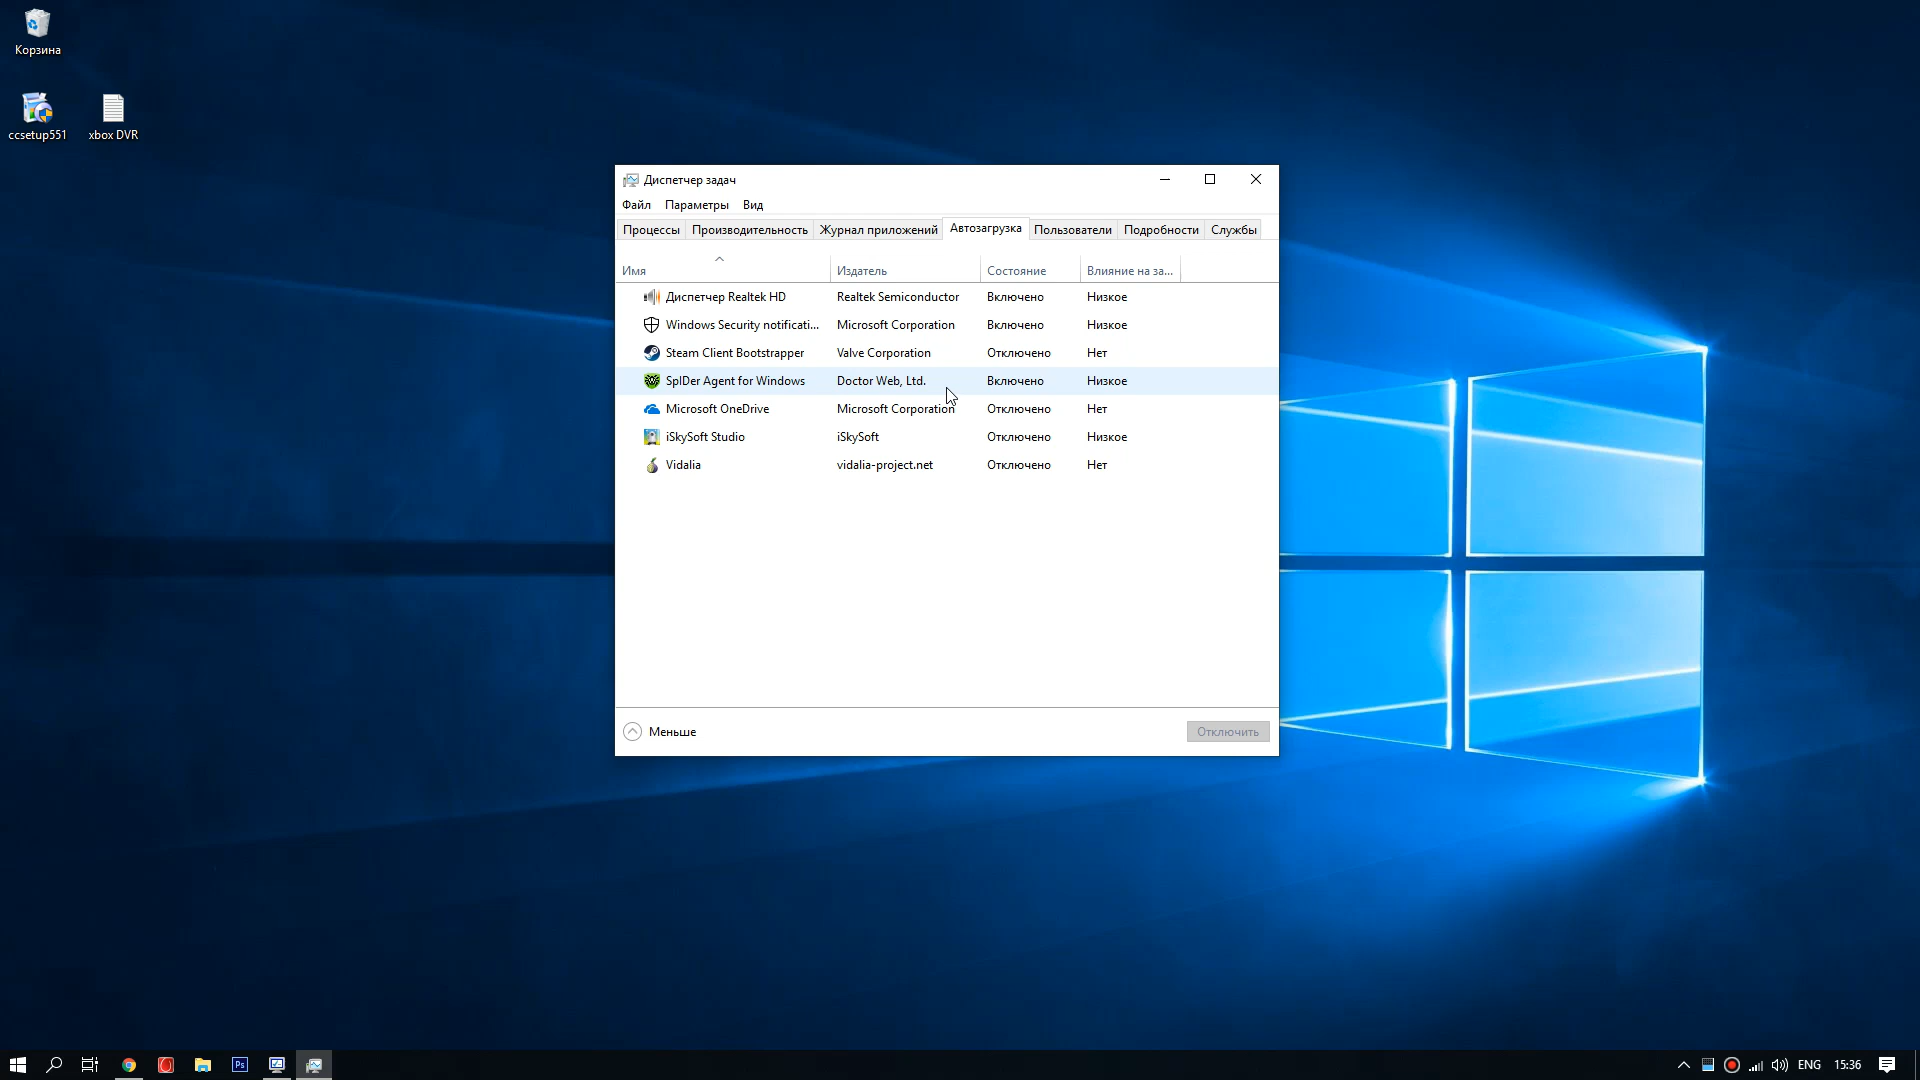 Корзина
ccsetup551
xbox DVR
Диспетчер задач
Файл Параметры Вид
Процессы Производительность Журнал приложений Автозагрузка Пользователи Подробности Службы
Имя Издатель Состояние Влияние на за...
Диспетчер Realtek HD Realtek Semiconductor Включено Низкое
Windows Security notificati... Microsoft Corporation Включено Низкое
Steam Client Bootstrapper Valve Corporation Отключено Нет
SpIDer Agent for Windows Doctor Web, Ltd. Включено Низкое
Microsoft OneDrive Microsoft Corporation Отключено Нет
iSkySoft Studio iSkySoft Отключено Низкое
Vidalia vidalia-project.net Отключено Нет
Меньше Отключить
Ps ENG 15:36